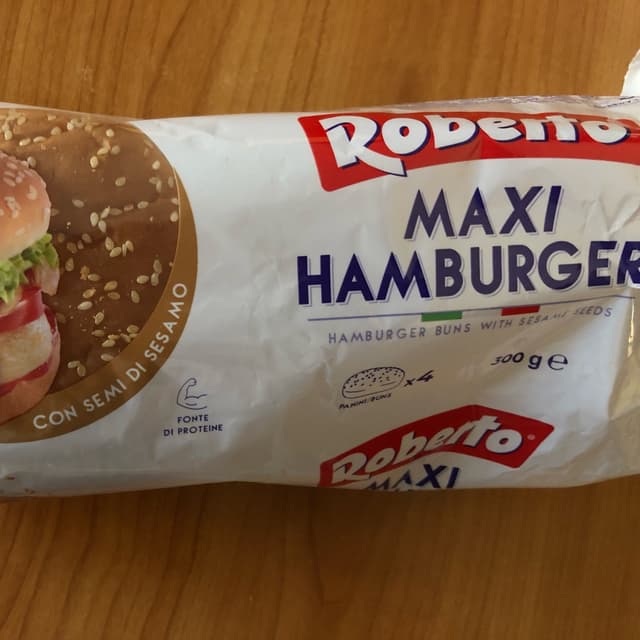 Roberto
MAXI
HAMBURGER
HAMBURGER BUNS WITH SESAME SEEDS
300 g e
x4
PANINI/BUNS
CON SEMI DI SESAMO
FONTE
DI PROTEINE
Roberto
MAXI